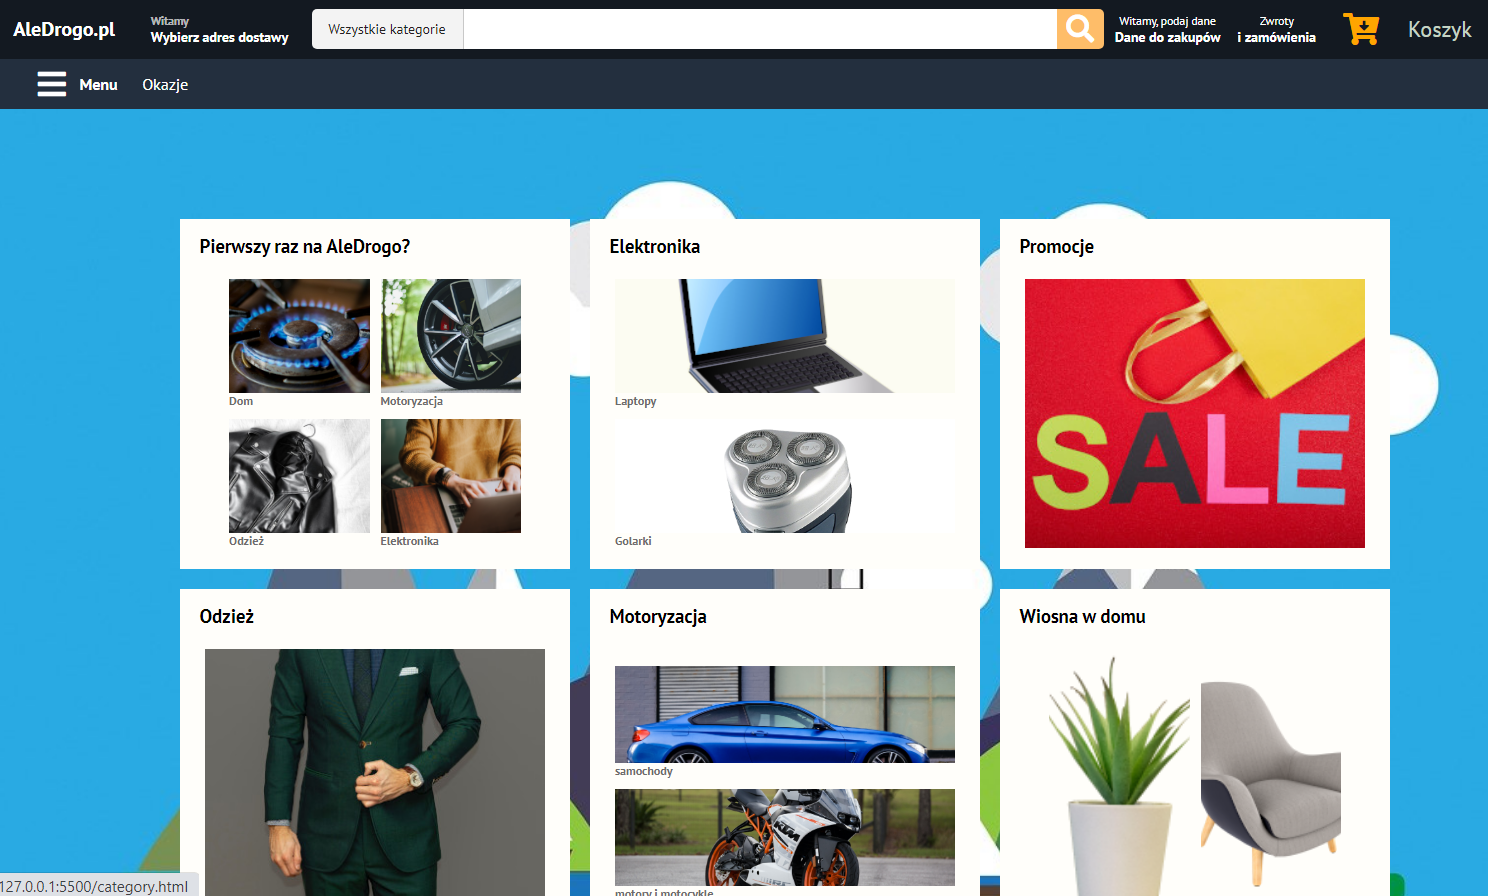 AleDrogo.pl
Witamy
Wybierz adres dostawy
Wszystkie kategorie
Witamy, podaj dane
Dane do zakupów
Zwroty
i zamówienia
Koszyk
Menu
Okazje
Pierwszy raz na AleDrogo?
Dom
Motoryzacja
Odzież
Elektronika
Elektronika
Laptopy
Golarki
Promocje
SALE
Odzież
Motoryzacja
samochody
KTM
motory i motocykle
Wiosna w domu
127.0.0.1:5500/category.html